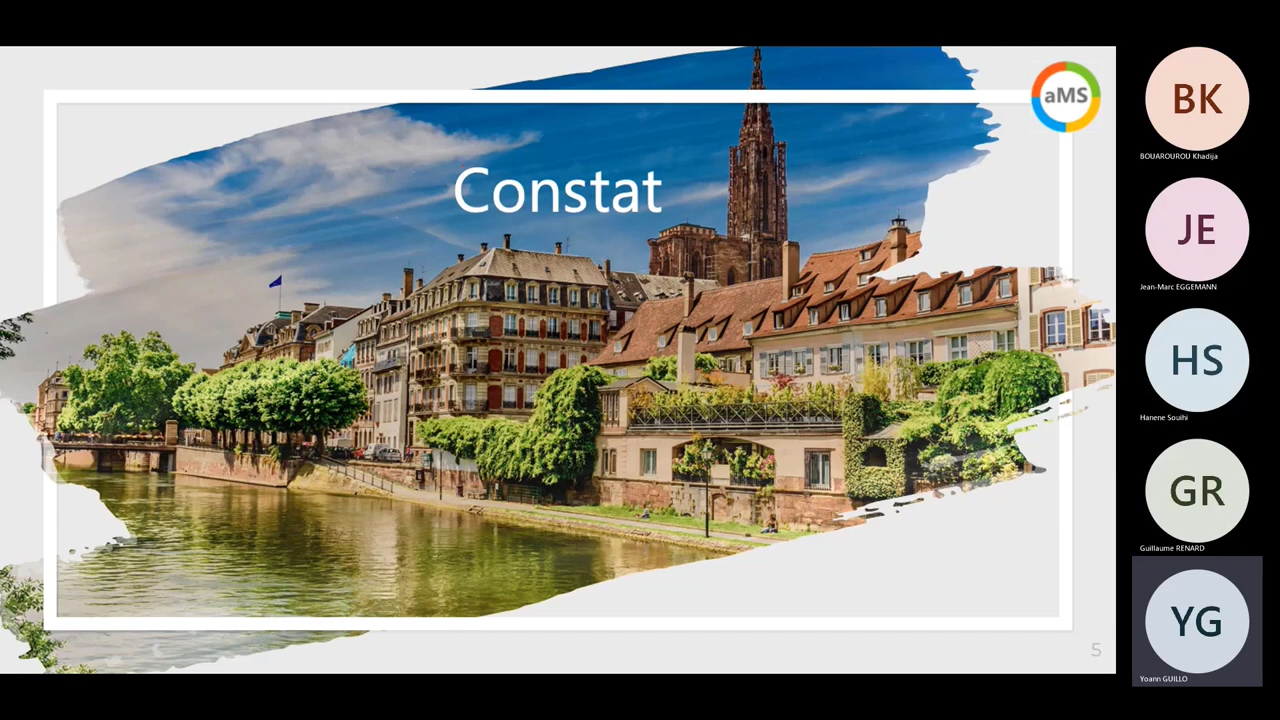 aMS
Constat
5
BK
BOUAROUROU Khadija
JE
Jean-Marc EGGEMANN
HS
Hanene Souihi
GR
Guillaume RENARD
YG
Yoann GUILLO